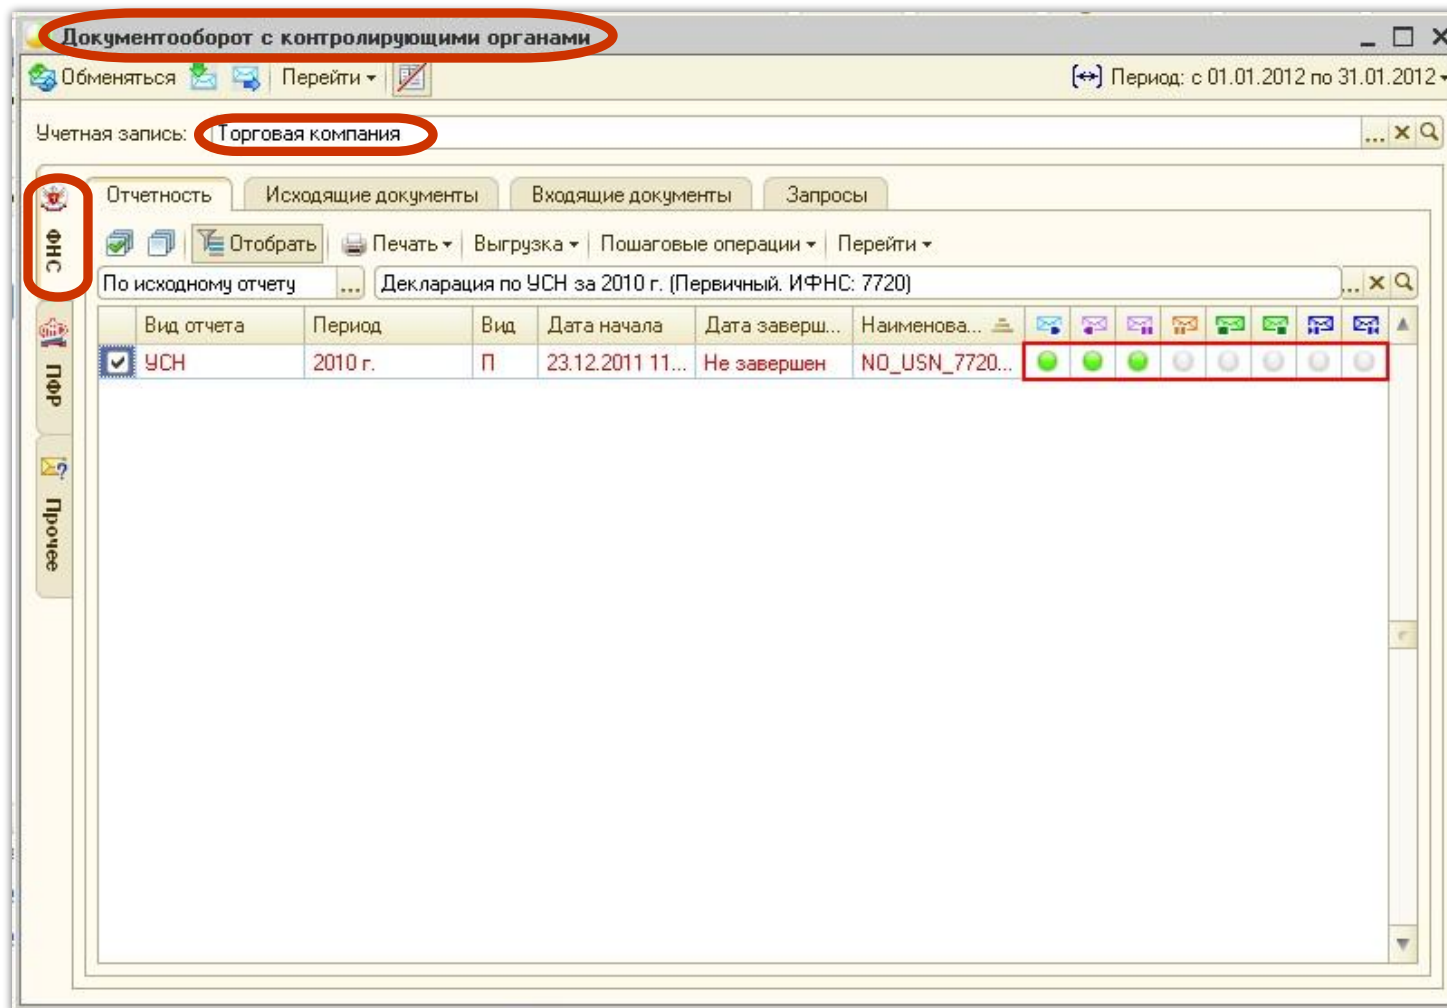 Документооборот с контролирующими органами
Обменяться Перейти Период: с 01.01.2012 по 31.01.2012
Учетная запись: Торговая компания ...
ФНС
ПФР
Прочее
Отчетность Исходящие документы Входящие документы Запросы
Отобрать Печать Выгрузка Пошаговые операции Перейти
По исходному отчету ... Декларация по УСН за 2010 г. (Первичный. ИФНС: 7720) ...
Вид отчета Период Вид Дата начала Дата заверш... Наименова...
УСН 2010 г. П 23.12.2011 11... Не завершен NO_USN_7720...